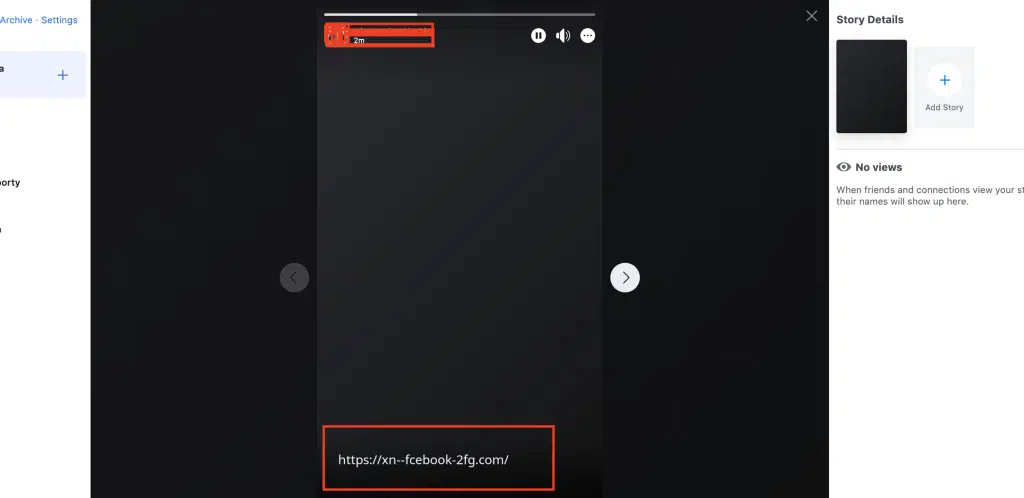 Archive · Settings
2m
Story Details
Add Story
No views
When friends and connections view your st
their names will show up here.
https://xn--fcebook-2fg.com/